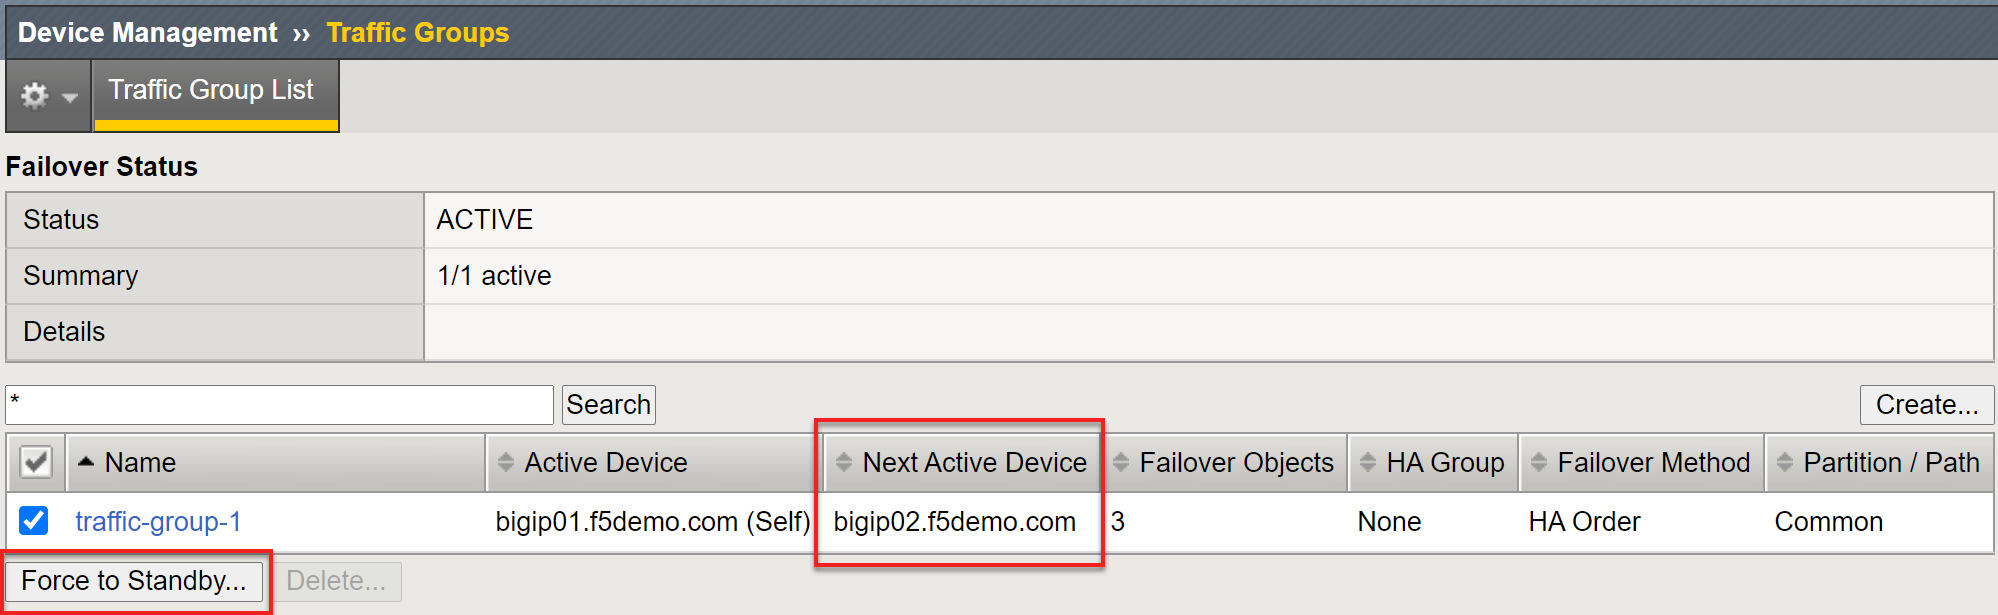 Device Management ›› Traffic Groups
Traffic Group List
Failover Status
Status ACTIVE
Summary 1/1 active
Details
* Search Create...
Name Active Device Next Active Device Failover Objects HA Group Failover Method Partition / Path
traffic-group-1 bigip01.f5demo.com (Self) bigip02.f5demo.com 3 None HA Order Common
Force to Standby... Delete...